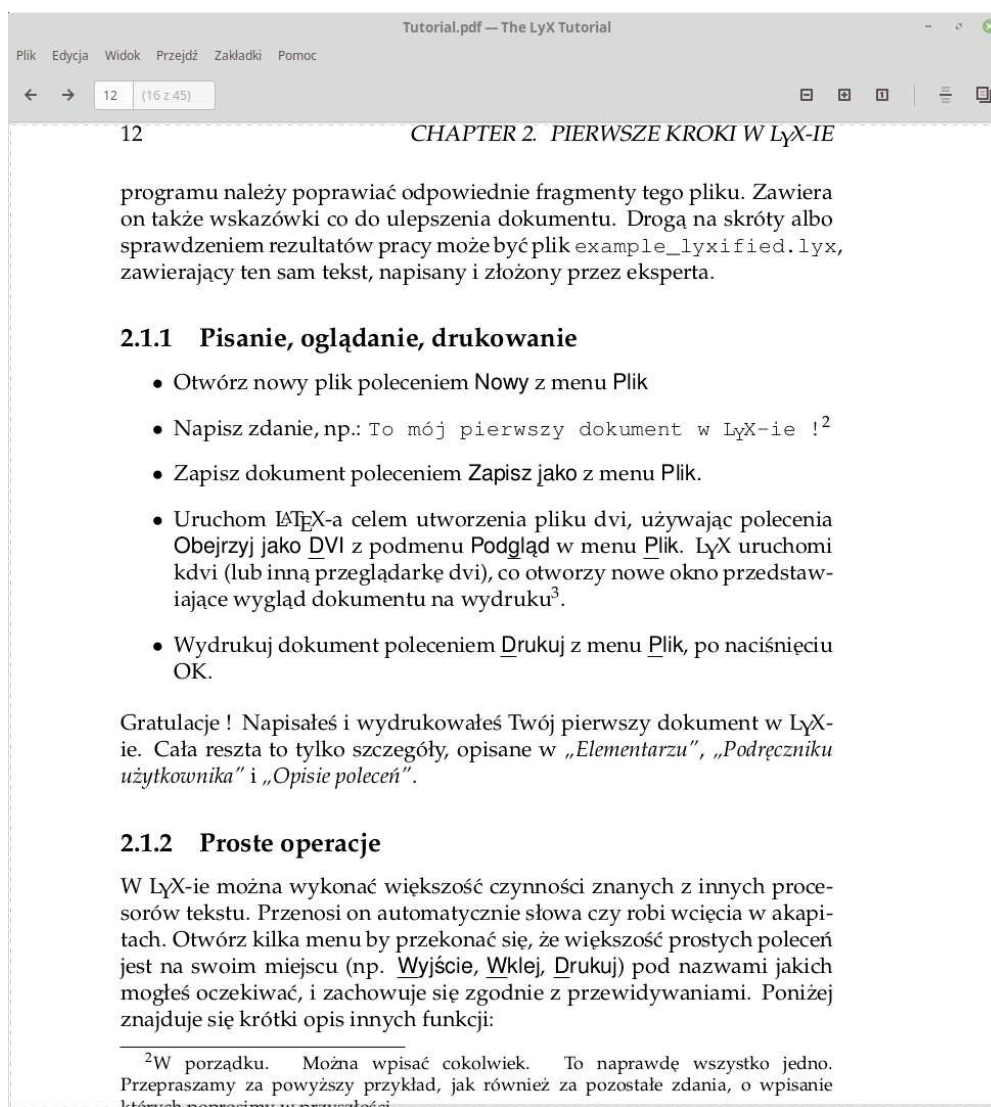 Tutorial.pdf — The LyX Tutorial
Plik Edycja Widok Przejdź Zakładki Pomoc
12 (16 z 45)
12 CHAPTER 2. PIERWSZE KROKI W LyX-IE
programu należy poprawiać odpowiednie fragmenty tego pliku. Zawiera
on także wskazówki co do ulepszenia dokumentu. Drogą na skróty albo
sprawdzeniem rezultatów pracy może być plik example_lyxified.lyx,
zawierający ten sam tekst, napisany i złożony przez eksperta.
2.1.1 Pisanie, oglądanie, drukowanie
• Otwórz nowy plik poleceniem Nowy z menu Plik
• Napisz zdanie, np.: To mój pierwszy dokument w LyX-ie !2
• Zapisz dokument poleceniem Zapisz jako z menu Plik.
• Uruchom LATEX-a celem utworzenia pliku dvi, używając polecenia
Obejrzyj jako DVI z podmenu Podgląd w menu Plik. LyX uruchomi
kdvi (lub inną przeglądarkę dvi), co otworzy nowe okno przedstaw-
iające wygląd dokumentu na wydruku3.
• Wydrukuj dokument poleceniem Drukuj z menu Plik, po naciśnięciu
OK.
Gratulacje ! Napisałeś i wydrukowałeś Twój pierwszy dokument w LyX-
ie. Cała reszta to tylko szczegóły, opisane w „Elementarzu”, „Podręczniku
użytkownika” i „Opisie poleceń”.
2.1.2 Proste operacje
W LyX-ie można wykonać większość czynności znanych z innych proce-
sorów tekstu. Przenosi on automatycznie słowa czy robi wcięcia w akapi-
tach. Otwórz kilka menu by przekonać się, że większość prostych poleceń
jest na swoim miejscu (np. Wyjście, Wklej, Drukuj) pod nazwami jakich
mogłeś oczekiwać, i zachowuje się zgodnie z przewidywaniami. Poniżej
znajduje się krótki opis innych funkcji:
2W porządku. Można wpisać cokolwiek. To naprawdę wszystko jedno.
Przepraszamy za powyższy przykład, jak również za pozostałe zdania, o wpisanie
których poprosimy w przyszłości.